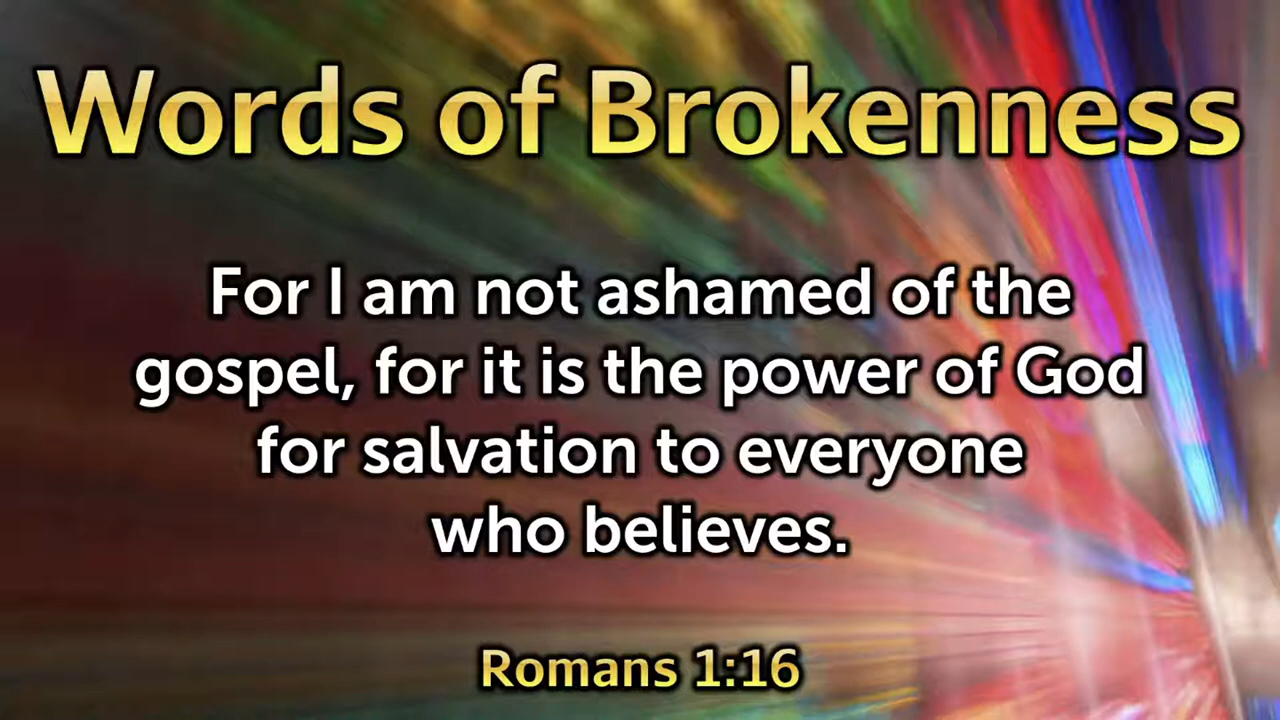 Words of Brokenness
For I am not ashamed of the
gospel, for it is the power of God
for salvation to everyone
who believes.
Romans 1:16